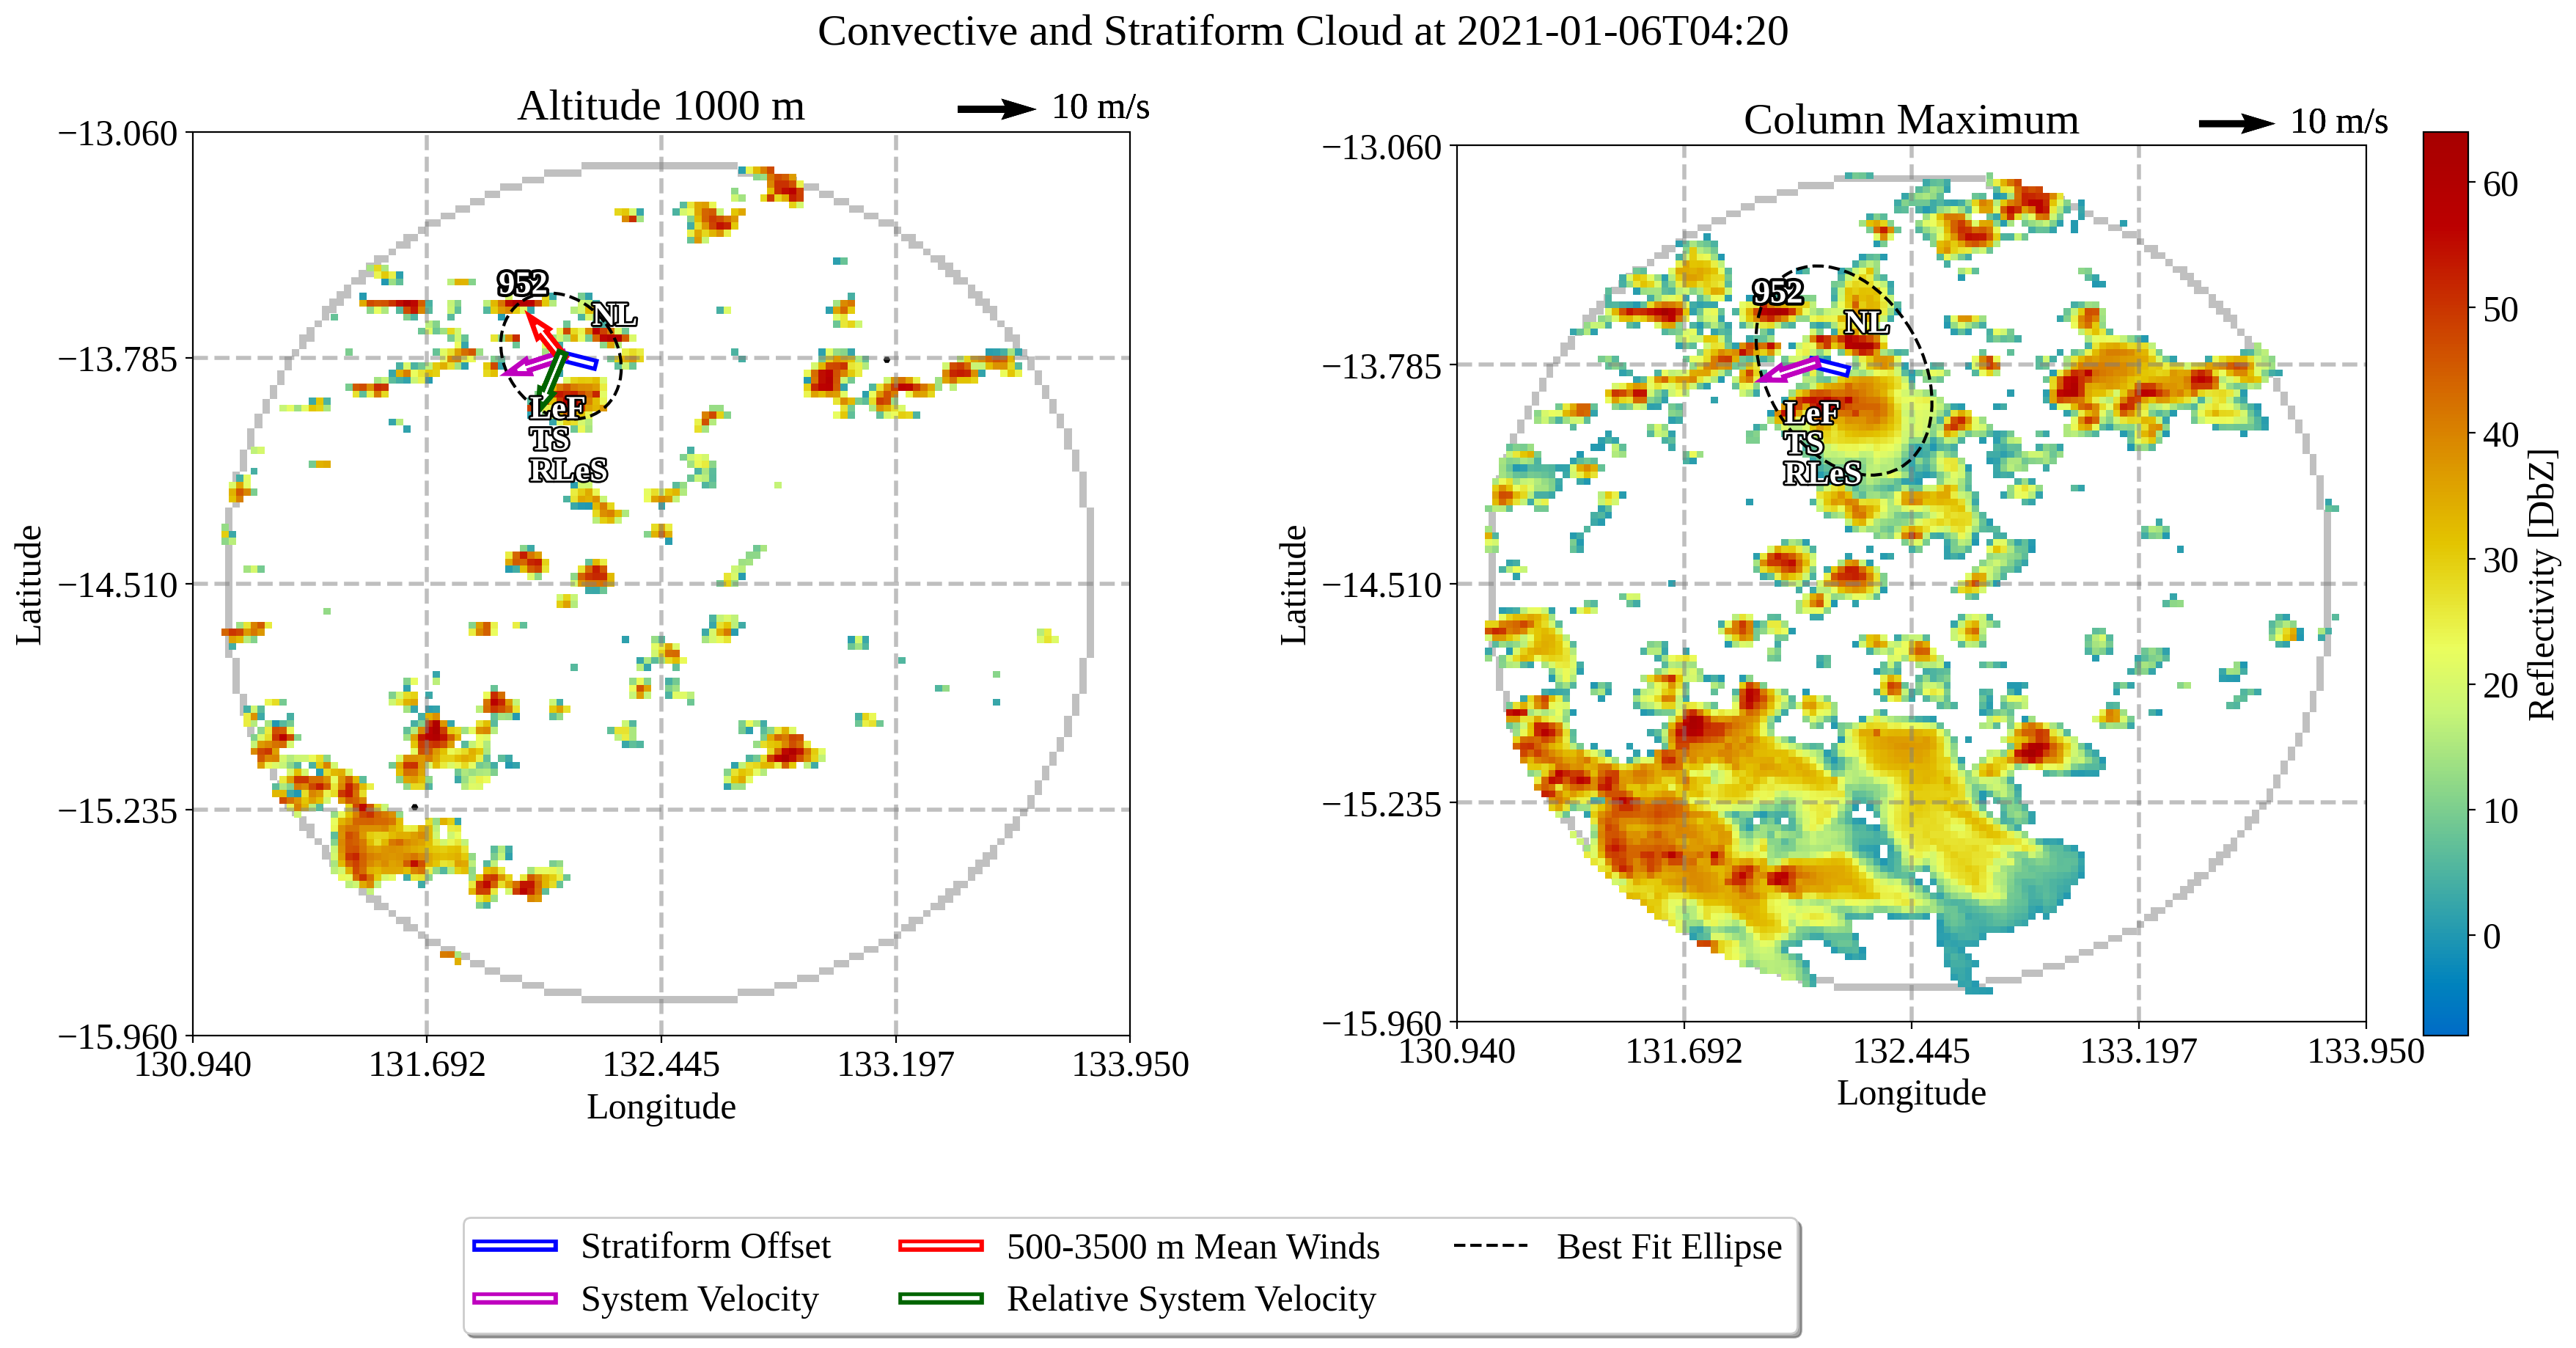 Convective and Stratiform Cloud at 2021-01-06T04:20
Altitude 1000 m
10 m/s
−13.060
−13.785
−14.510
−15.235
−15.960
Latitude
130.940
131.692
132.445
133.197
133.950
Longitude
952
NL
LeF
TS
RLeS
Column Maximum
10 m/s
−13.060
−13.785
−14.510
−15.235
−15.960
Latitude
130.940
131.692
132.445
133.197
133.950
Longitude
952
NL
LeF
TS
RLeS
60
50
40
30
20
10
0
Reflectivity [DbZ]
Stratiform Offset
System Velocity
500-3500 m Mean Winds
Relative System Velocity
Best Fit Ellipse